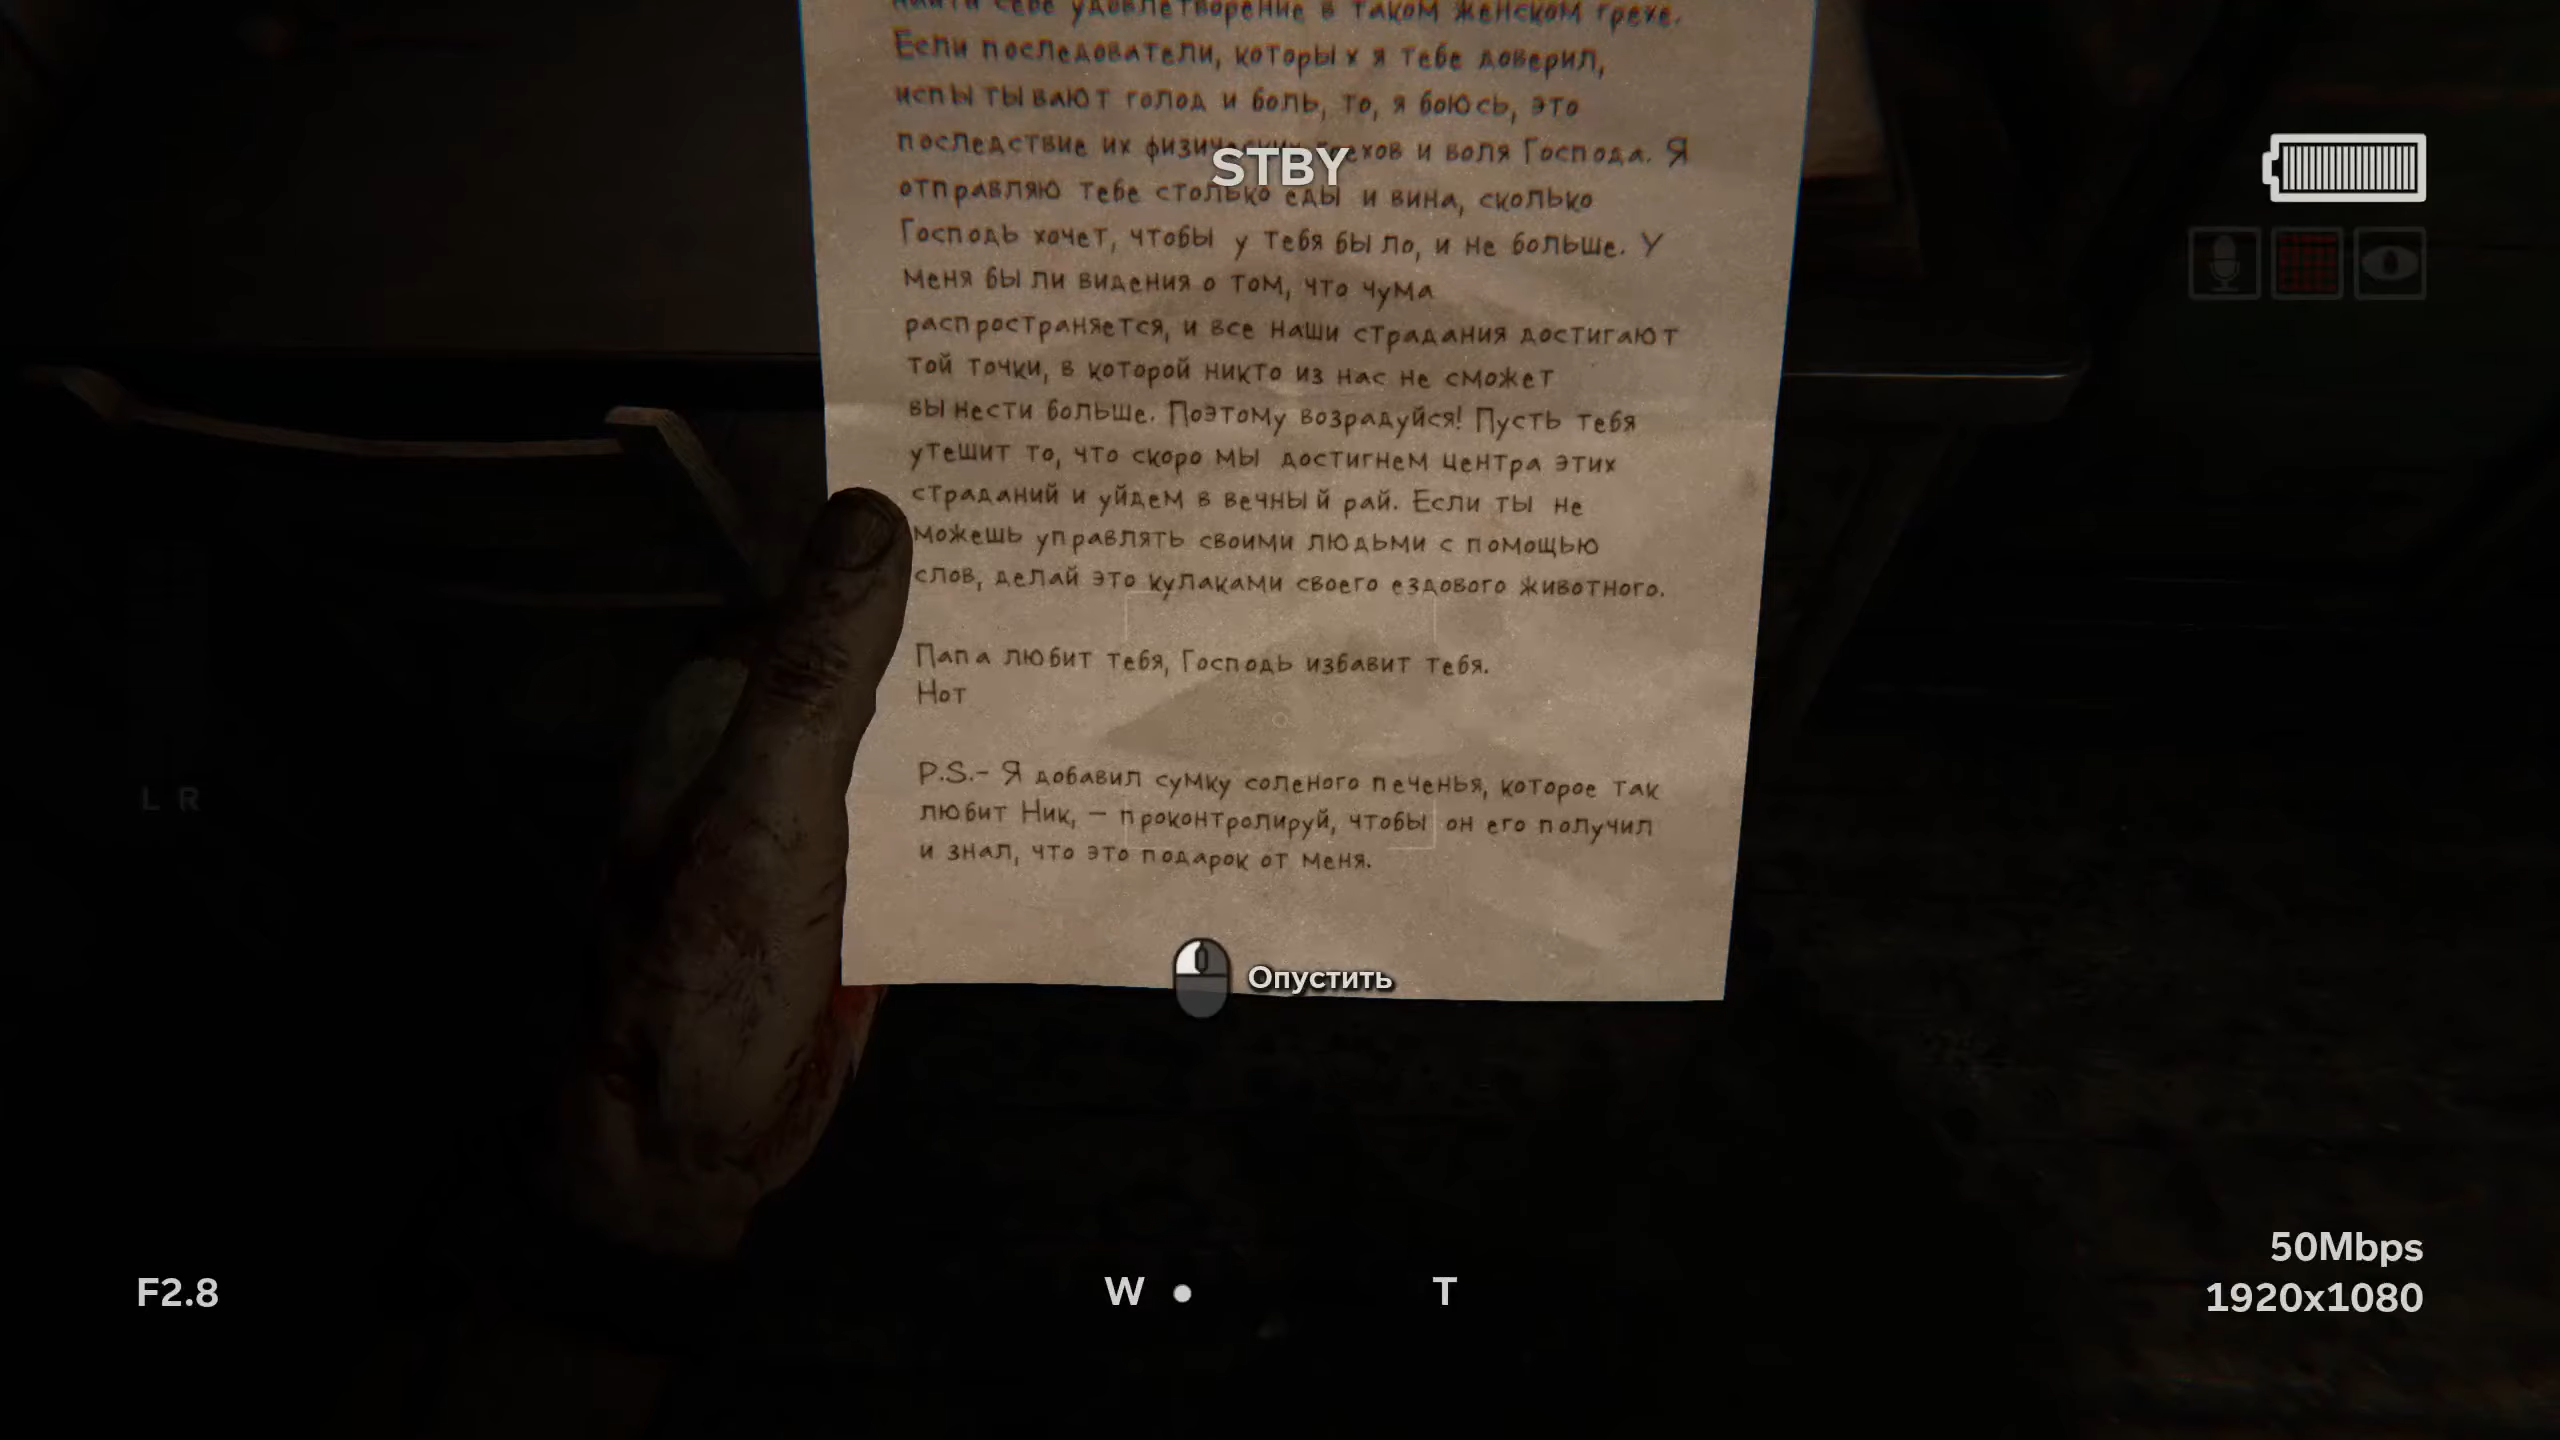 найти себе удовлетворение в таком женском грехе.
Если последователи, которых я тебе доверил,
испытывают голод и боль, то, я боюсь, это
последствие их физических грехов и воля Господа. Я
STBY
отправляю тебе столько еды и вина, сколько
Господь хочет, чтобы у тебя было, и не больше. У
меня были видения о том, что чума
распространяется, и все наши страдания достигают
той точки, в которой никто из нас не сможет
вынести больше. Поэтому возрадуйся! Пусть тебя
утешит то, что скоро мы достигнем центра этих
страданий и уйдем в вечный рай. Если ты не
можешь управлять своими людьми с помощью
слов, делай это кулаками своего ездового животного.
Папа любит тебя, Господь избавит тебя.
Нот
P.S.- Я добавил сумку соленого печенья, которое так
любит Ник, – проконтролируй, чтобы он его получил
и знал, что это подарок от меня.
L R
Опустить
F2.8
W T
50Mbps
1920x1080